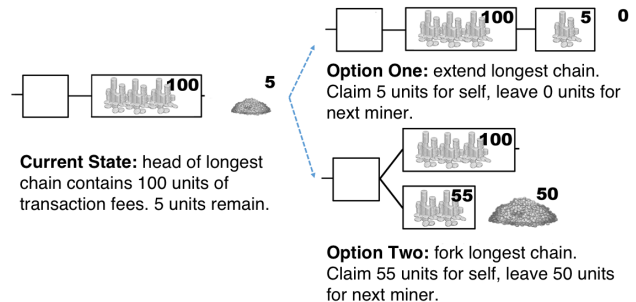 100
5
Current State: head of longest
chain contains 100 units of
transaction fees. 5 units remain.
100
5
0
Option One: extend longest chain.
Claim 5 units for self, leave 0 units for
next miner.
100
55
50
Option Two: fork longest chain.
Claim 55 units for self, leave 50 units
for next miner.